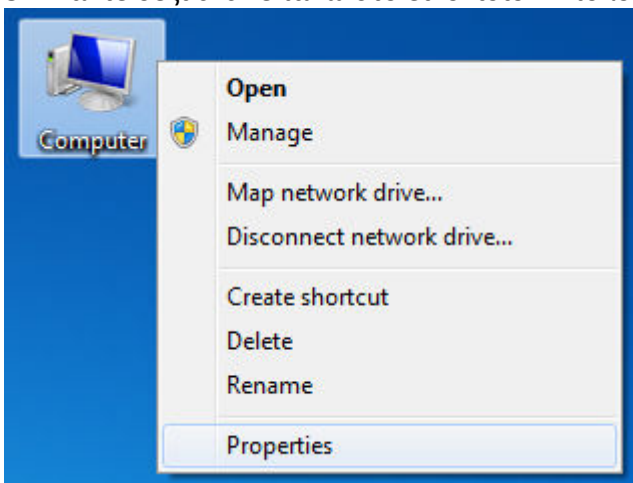 Computer
Open
Manage
Map network drive...
Disconnect network drive...
Create shortcut
Delete
Rename
Properties